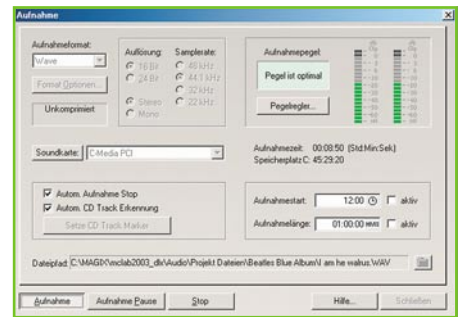 Aufnahme
Aufnahmeformat:
Wave
Format Optionen...
Unkomprimiert
Auflösung:
16 Bit
24 Bit
Stereo
Mono
Samplerate:
48 kHz
44.1 kHz
32 kHz
22 kHz
Aufnahmepegel:
Pegel ist optimal
Pegelregler...
Soundkarte:
C-Media PCI
Aufnahmezeit: 00:08:50 (Std:Min:Sek)
Speicherplatz C: 45:29:20
Autom. Aufnahme Stop
Autom. CD Track Erkennung
Setze CD Track Marker
Aufnahmestart: 12:00 aktiv
Aufnahmelänge: 01:00:00 HMMS aktiv
Dateipfad: C:\MAGIX\mclab2003_dlx\Audio\Projekt Dateien\Beatles Blue Album\I am he walrus.WAV
Aufnahme
Aufnahme Pause
Stop
Hilfe...
Schließen